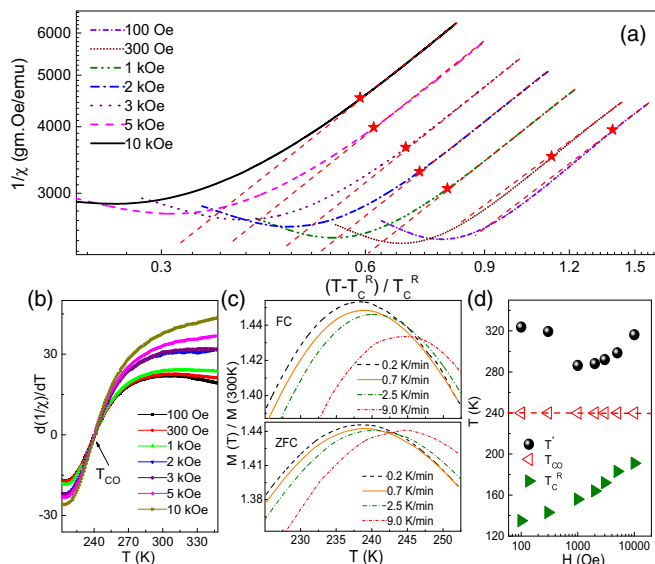 (a)
100 Oe
300 Oe
1 kOe
2 kOe
3 kOe
5 kOe
10 kOe
6000
4000
3000
1/χ (gm.Oe/emu)
0.3 0.6 0.9 1.2 1.5
(T-T_C^R) / T_C^R
(b)
30
0
-30
d(1/χ)/dT
T_CO
100 Oe
300 Oe
1 kOe
2 kOe
3 kOe
5 kOe
10 kOe
240 300
T (K)
(c)
FC
1.44
1.42
1.40
0.2 K/min
0.7 K/min
2.5 K/min
9.0 K/min
M(T) / M (300K)
ZFC
1.44
1.41
1.38
0.2 K/min
0.7 K/min
2.5 K/min
9.0 K/min
230 240 250
T (K)
(d)
320
280
240
200
160
T (K)
T*
T_CO
T_C^R
100 1000 10000
H (Oe)